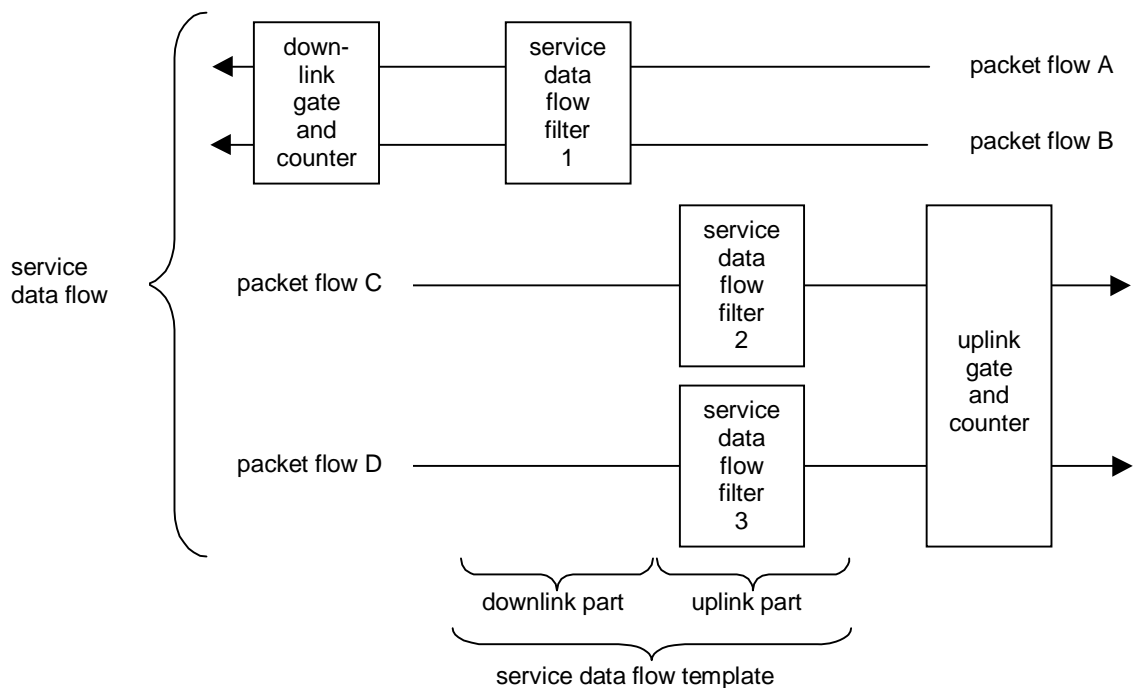 down-
link
gate
and
counter
service
data
flow
filter
1
packet flow A
packet flow B
service
data flow
packet flow C
service
data
flow
filter
2
uplink
gate
and
counter
packet flow D
service
data
flow
filter
3
downlink part
uplink part
service data flow template